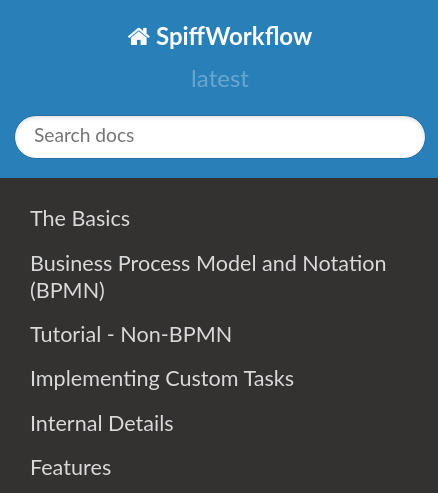 SpiffWorkflow
latest
Search docs
The Basics
Business Process Model and Notation
(BPMN)
Tutorial - Non-BPMN
Implementing Custom Tasks
Internal Details
Features